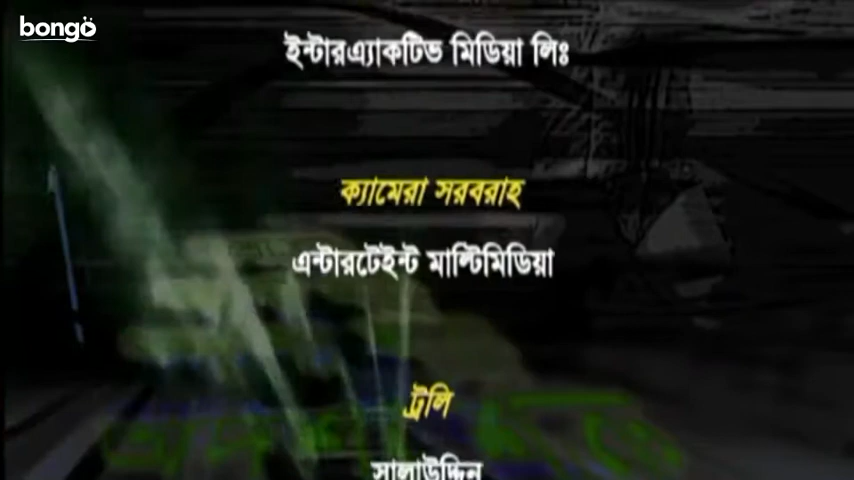 bongo
ইন্টারএ্যাকটিভ মিডিয়া লিঃ
ক্যামেরা সরবরাহ
এন্টারটেইন্ট মাল্টিমিডিয়া
ট্রলি
সালাউদ্দিন